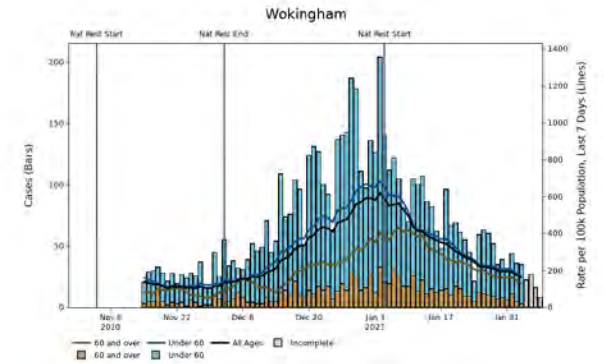 Wokingham
Nat Rest Start
Nat Rest End
Nat Rest Start
Cases (Bars)
200
150
100
50
0
Rate per 100k Population, Last 7 Days (Lines)
1400
1200
1000
800
600
400
200
0
Nov 8
2020
Nov 22
Dec 6
Dec 20
Jan 3
2021
Jan 17
Jan 31
60 and over
Under 60
All Ages
Incomplete
60 and over
Under 60